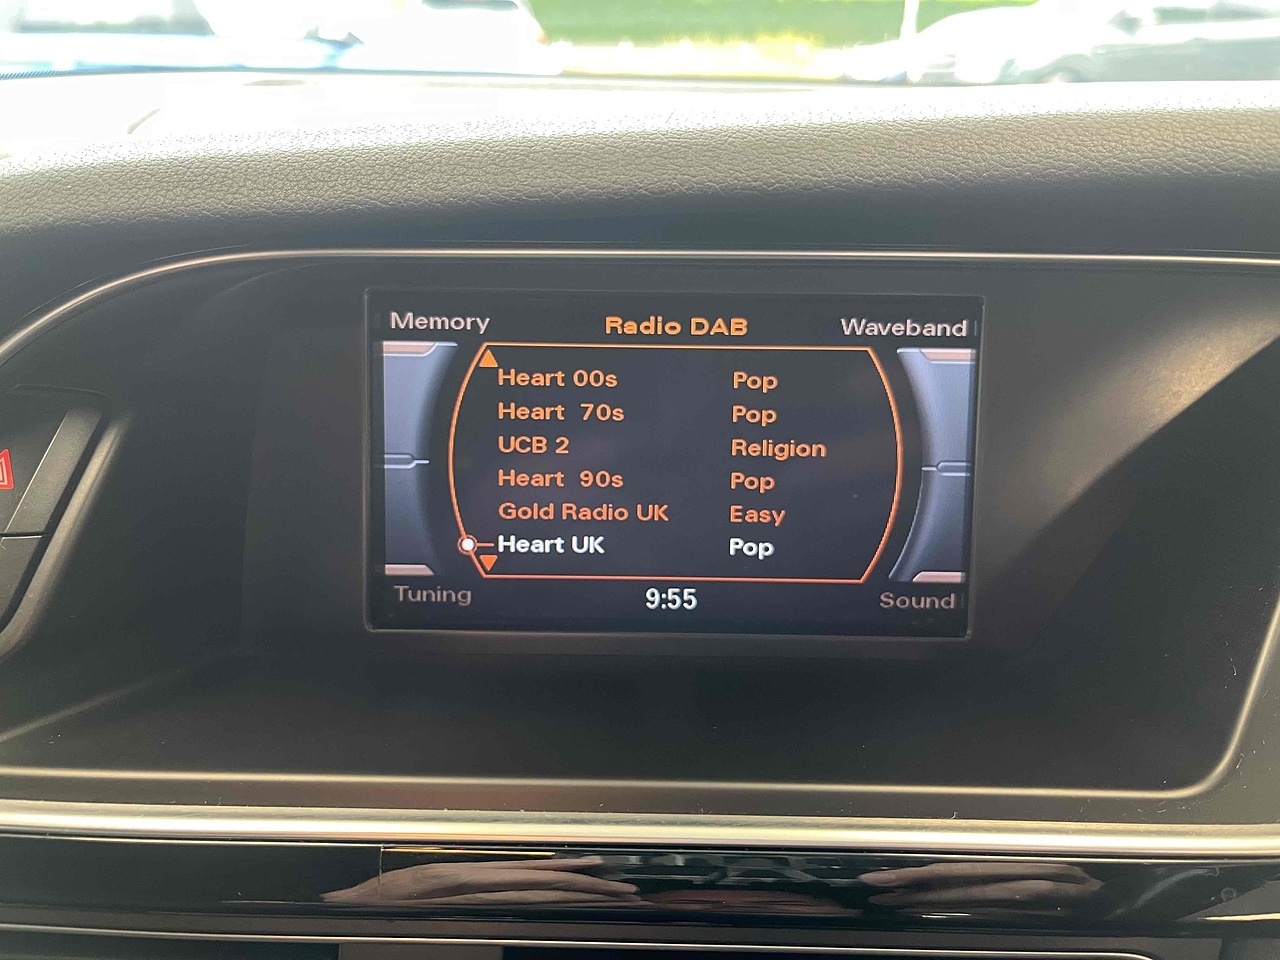 Memory Radio DAB Waveband
Heart 00s Pop
Heart 70s Pop
UCB 2 Religion
Heart 90s Pop
Gold Radio UK Easy
Heart UK Pop
Tuning 9:55 Sound